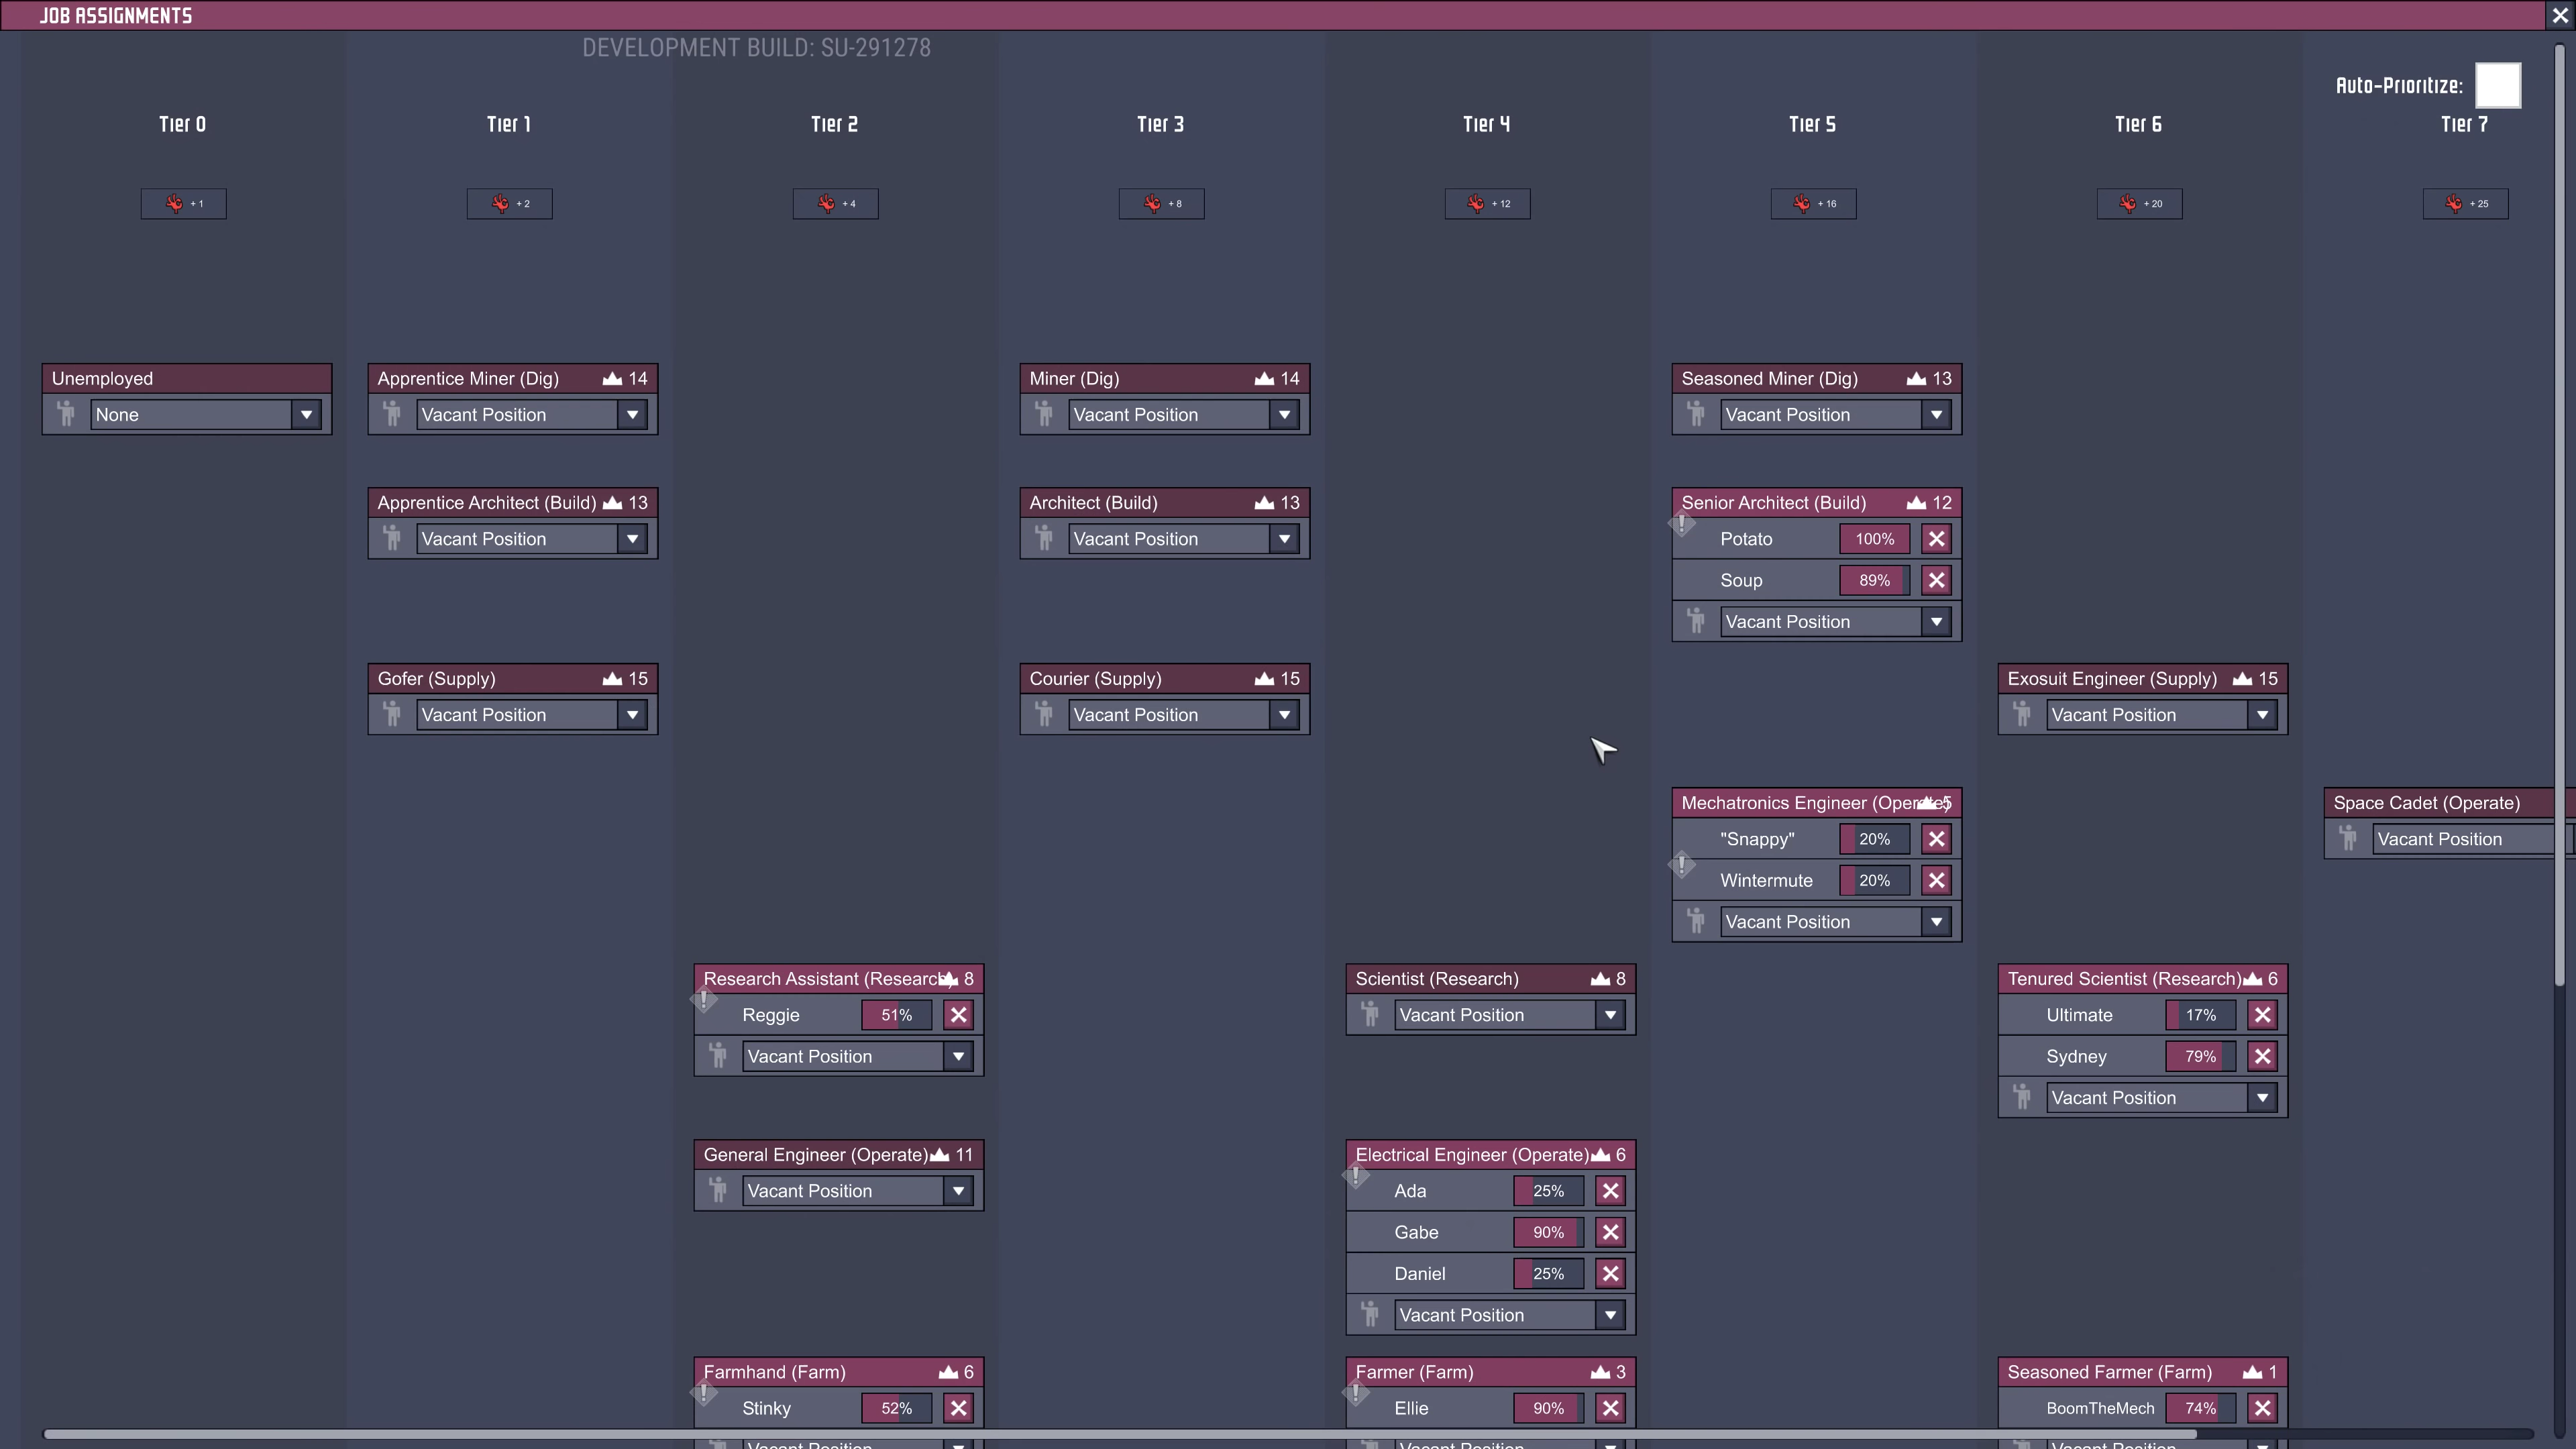 JOB ASSIGNMENTS
DEVELOPMENT BUILD: SU-291278
Auto-Prioritize:
Tier 0
Tier 1
Tier 2
Tier 3
Tier 4
Tier 5
Tier 6
Tier 7
+ 1
+ 2
+ 4
+ 8
+ 12
+ 16
+ 20
+ 25
Unemployed
None
Apprentice Miner (Dig) 14
Vacant Position
Miner (Dig) 14
Vacant Position
Seasoned Miner (Dig) 13
Vacant Position
Apprentice Architect (Build) 13
Vacant Position
Architect (Build) 13
Vacant Position
Senior Architect (Build) 12
Potato 100%
Soup 89%
Vacant Position
Gofer (Supply) 15
Vacant Position
Courier (Supply) 15
Vacant Position
Exosuit Engineer (Supply) 15
Vacant Position
Mechatronics Engineer (Operate) 5
"Snappy" 20%
Wintermute 20%
Vacant Position
Space Cadet (Operate)
Vacant Position
Research Assistant (Research) 8
Reggie 51%
Vacant Position
Scientist (Research) 8
Vacant Position
Tenured Scientist (Research) 6
Ultimate 17%
Sydney 79%
Vacant Position
General Engineer (Operate) 11
Vacant Position
Electrical Engineer (Operate) 6
Ada 25%
Gabe 90%
Daniel 25%
Vacant Position
Farmhand (Farm) 6
Stinky 52%
Vacant Position
Farmer (Farm) 3
Ellie 90%
Vacant Position
Seasoned Farmer (Farm) 1
BoomTheMech 74%
Vacant Position